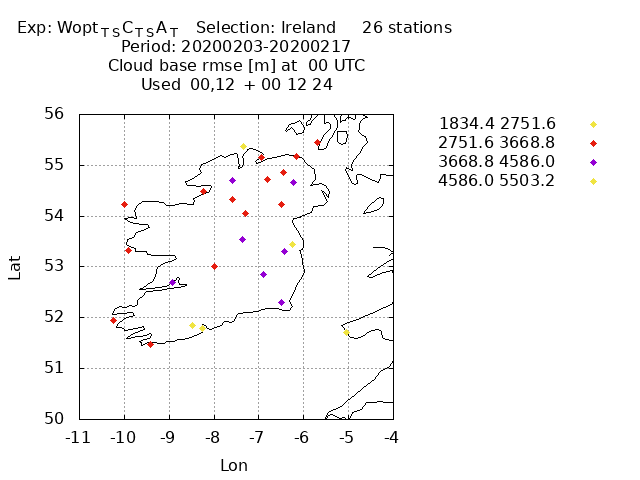 Exp: Wopt TS C TS A T Selection: Ireland 26 stations
Period: 20200203-20200217
Cloud base rmse [m] at 00 UTC
Used 00,12 + 00 12 24
1834.4 2751.6
2751.6 3668.8
3668.8 4586.0
4586.0 5503.2
56
55
54
53
52
51
50
Lat
-11 -10 -9 -8 -7 -6 -5 -4
Lon